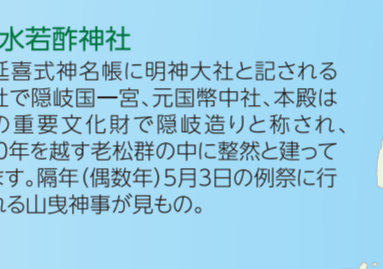 水若酢神社
延喜式神名帳に明神大社と記される
社で隠岐国一宮、元国幣中社、本殿は
の重要文化財で隠岐造りと称され、
0年を越す老松群の中に整然と建って
ます。隔年（偶数年）5月3日の例祭に行
れる山曳神事が見もの。